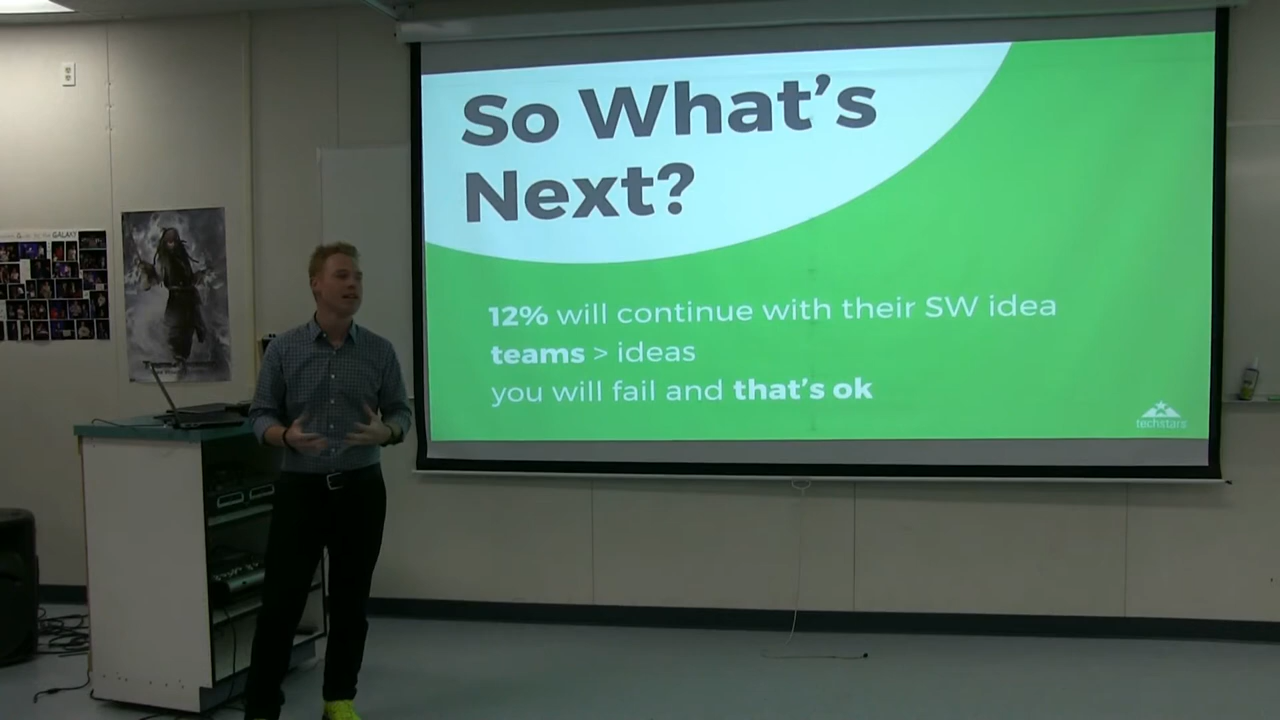 So What's
Next?
12% will continue with their SW idea
teams > ideas
you will fail and that's ok
techstars
GALAXY